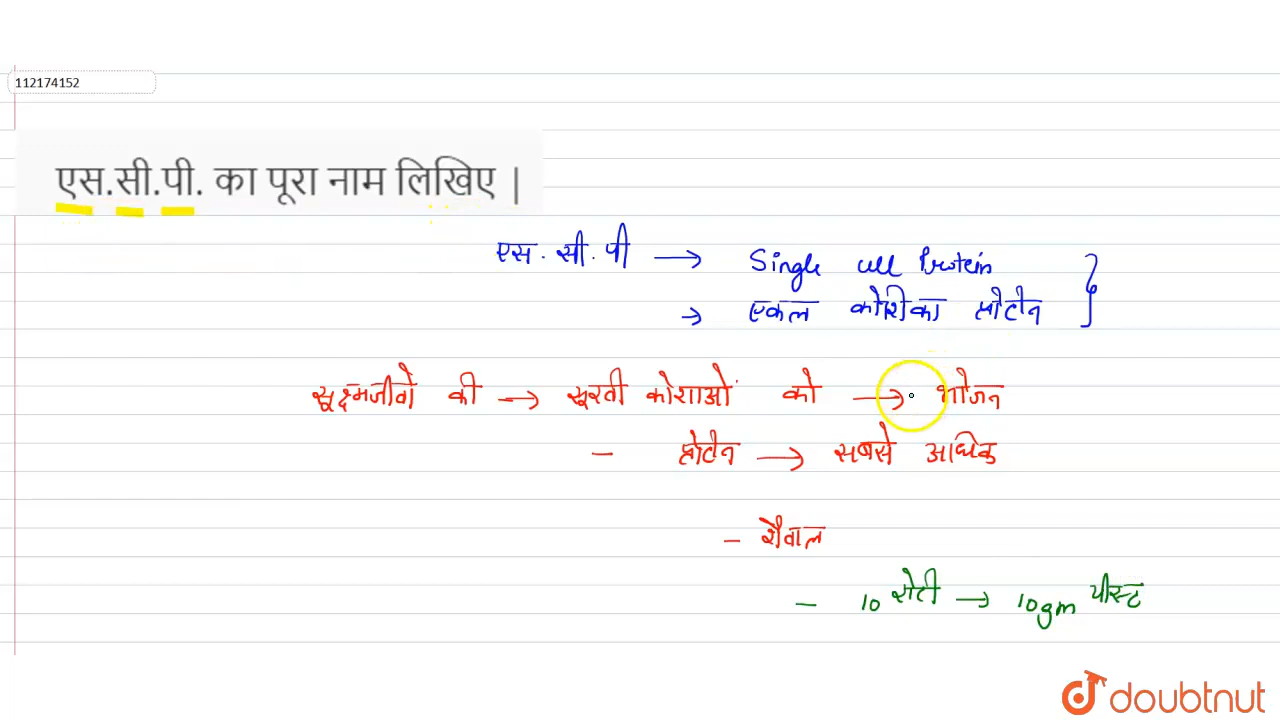 112174152
एस.सी.पी. का पूरा नाम लिखिए |
एस. सी. पी → Single cell Protein
→ एकल कोशिका प्रोटीन
सूक्ष्मजीवो की → सूखी कोशाओं को → भोजन
- प्रोटीन → सबसे अधिक
- शैवाल
- 10 रोटी → 10gm यीस्ट
doubtnut